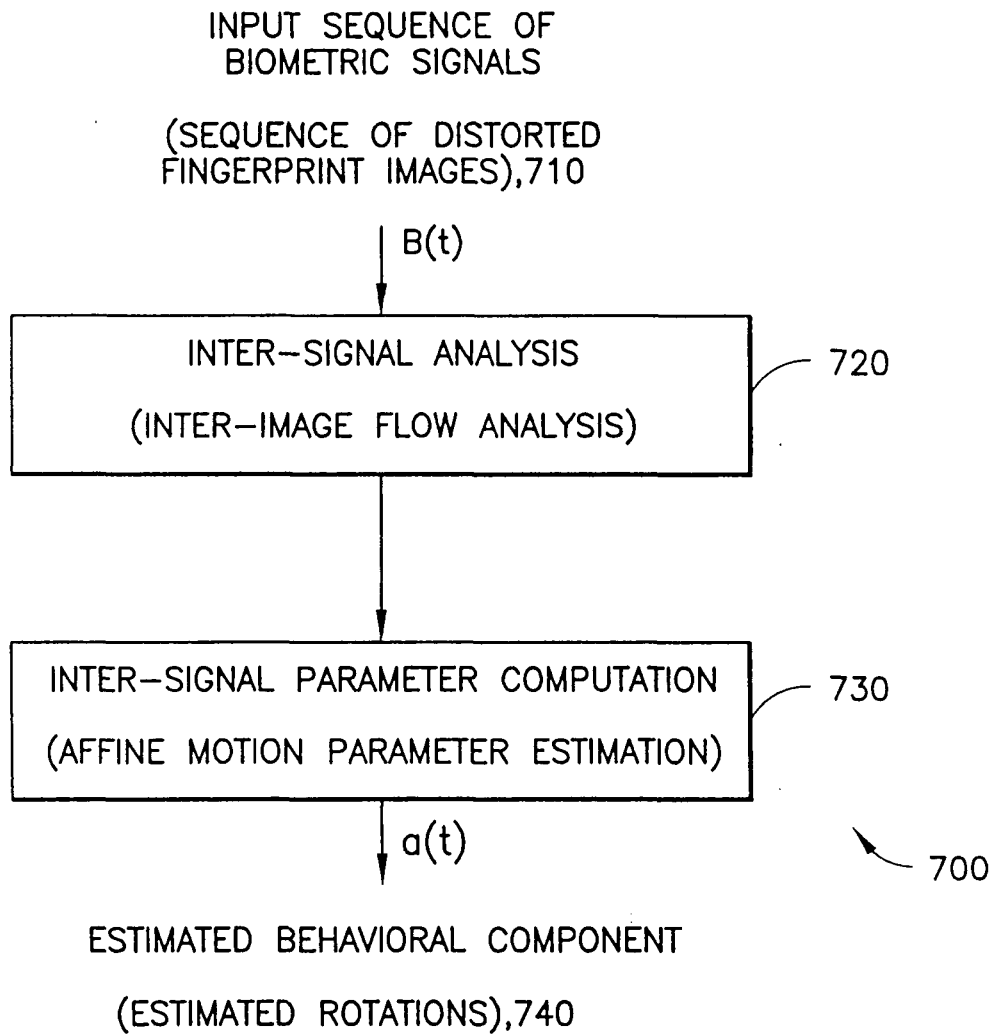 INPUT SEQUENCE OF
BIOMETRIC SIGNALS
(SEQUENCE OF DISTORTED
FINGERPRINT IMAGES),710
B(t)
INTER-SIGNAL ANALYSIS
(INTER-IMAGE FLOW ANALYSIS)
720
INTER-SIGNAL PARAMETER COMPUTATION
(AFFINE MOTION PARAMETER ESTIMATION)
730
a(t)
700
ESTIMATED BEHAVIORAL COMPONENT
(ESTIMATED ROTATIONS),740